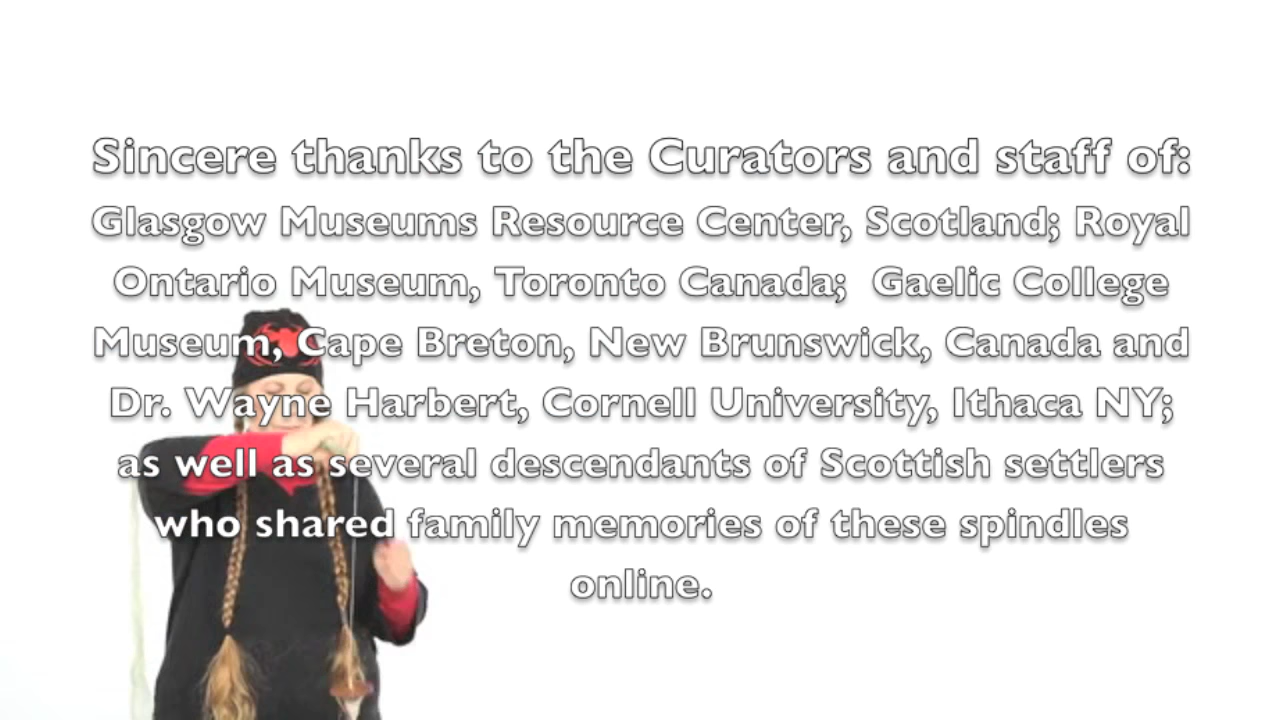 Sincere thanks to the Curators and staff of:
Glasgow Museums Resource Center, Scotland; Royal
Ontario Museum, Toronto Canada;  Gaelic College
Museum, Cape Breton, New Brunswick, Canada and
Dr. Wayne Harbert, Cornell University, Ithaca NY;
as well as several descendants of Scottish settlers
who shared family memories of these spindles
online.